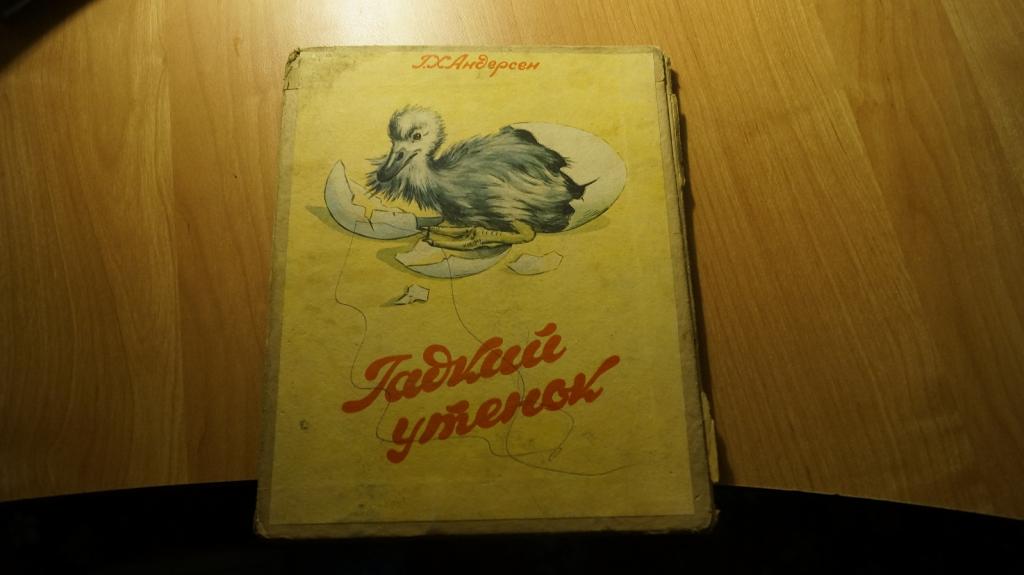 Г.Х.Андерсен
Гадкий
утенок